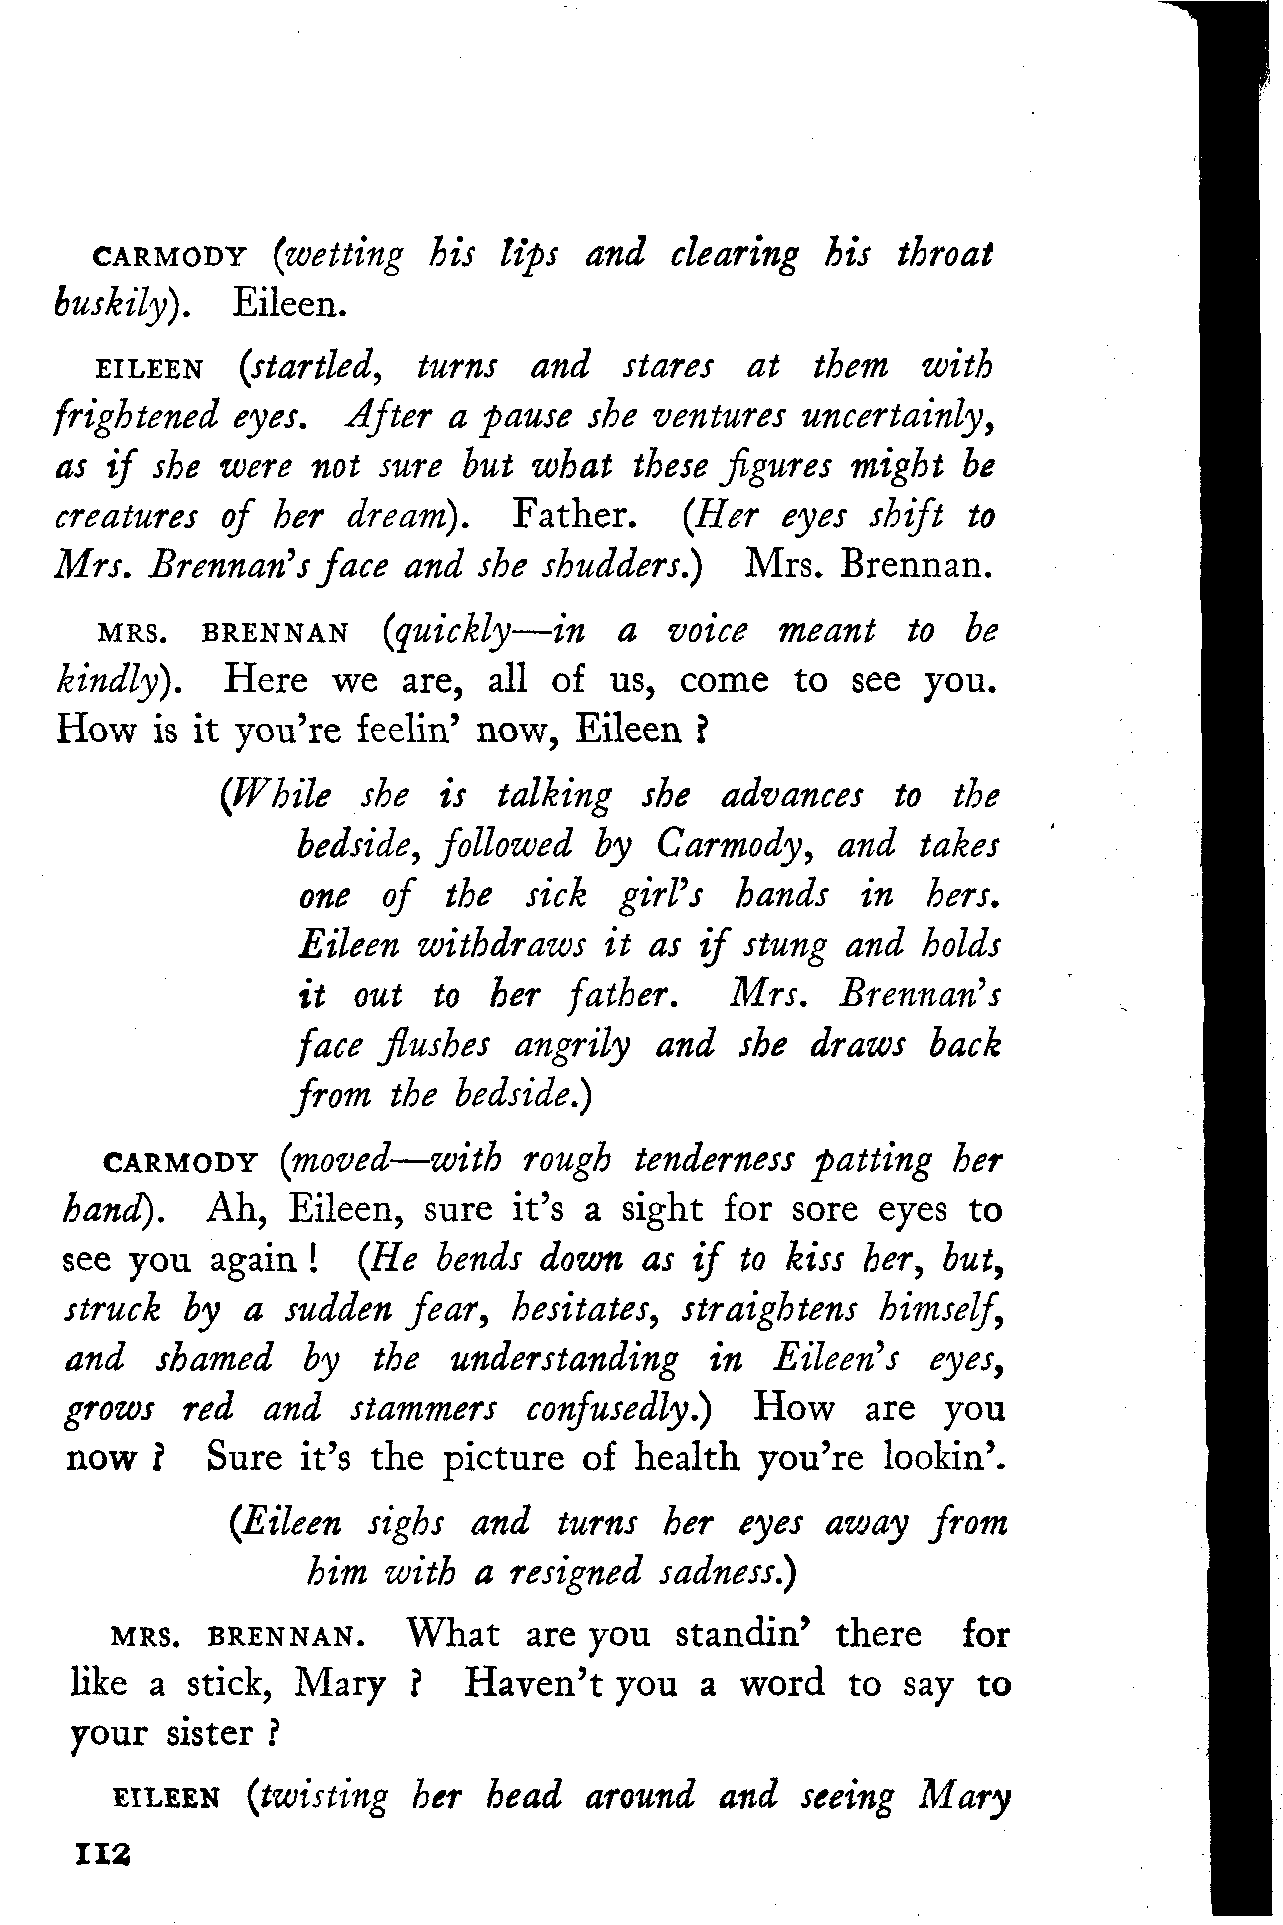 CARMODY (wetting his lips and clearing his throat
huskily). Eileen.
EILEEN (startled, turns and stares at them with
frightened eyes. After a pause she ventures uncertainly,
as if she were not sure but what these figures might be
creatures of her dream). Father. (Her eyes shift to
Mrs. Brennan's face and she shudders.) Mrs. Brennan.
MRS. BRENNAN (quickly—in a voice meant to be
kindly). Here we are, all of us, come to see you.
How is it you're feelin' now, Eileen ?
(While she is talking she advances to the
bedside, followed by Carmody, and takes
one of the sick girl's hands in hers.
Eileen withdraws it as if stung and holds
it out to her father. Mrs. Brennan's
face flushes angrily and she draws back
from the bedside.)
CARMODY (moved—with rough tenderness patting her
hand). Ah, Eileen, sure it's a sight for sore eyes to
see you again ! (He bends down as if to kiss her, but,
struck by a sudden fear, hesitates, straightens himself,
and shamed by the understanding in Eileen's eyes,
grows red and stammers confusedly.) How are you
now ? Sure it's the picture of health you're lookin'.
(Eileen sighs and turns her eyes away from
him with a resigned sadness.)
MRS. BRENNAN. What are you standin' there for
like a stick, Mary ? Haven't you a word to say to
your sister ?
EILEEN (twisting her head around and seeing Mary
112